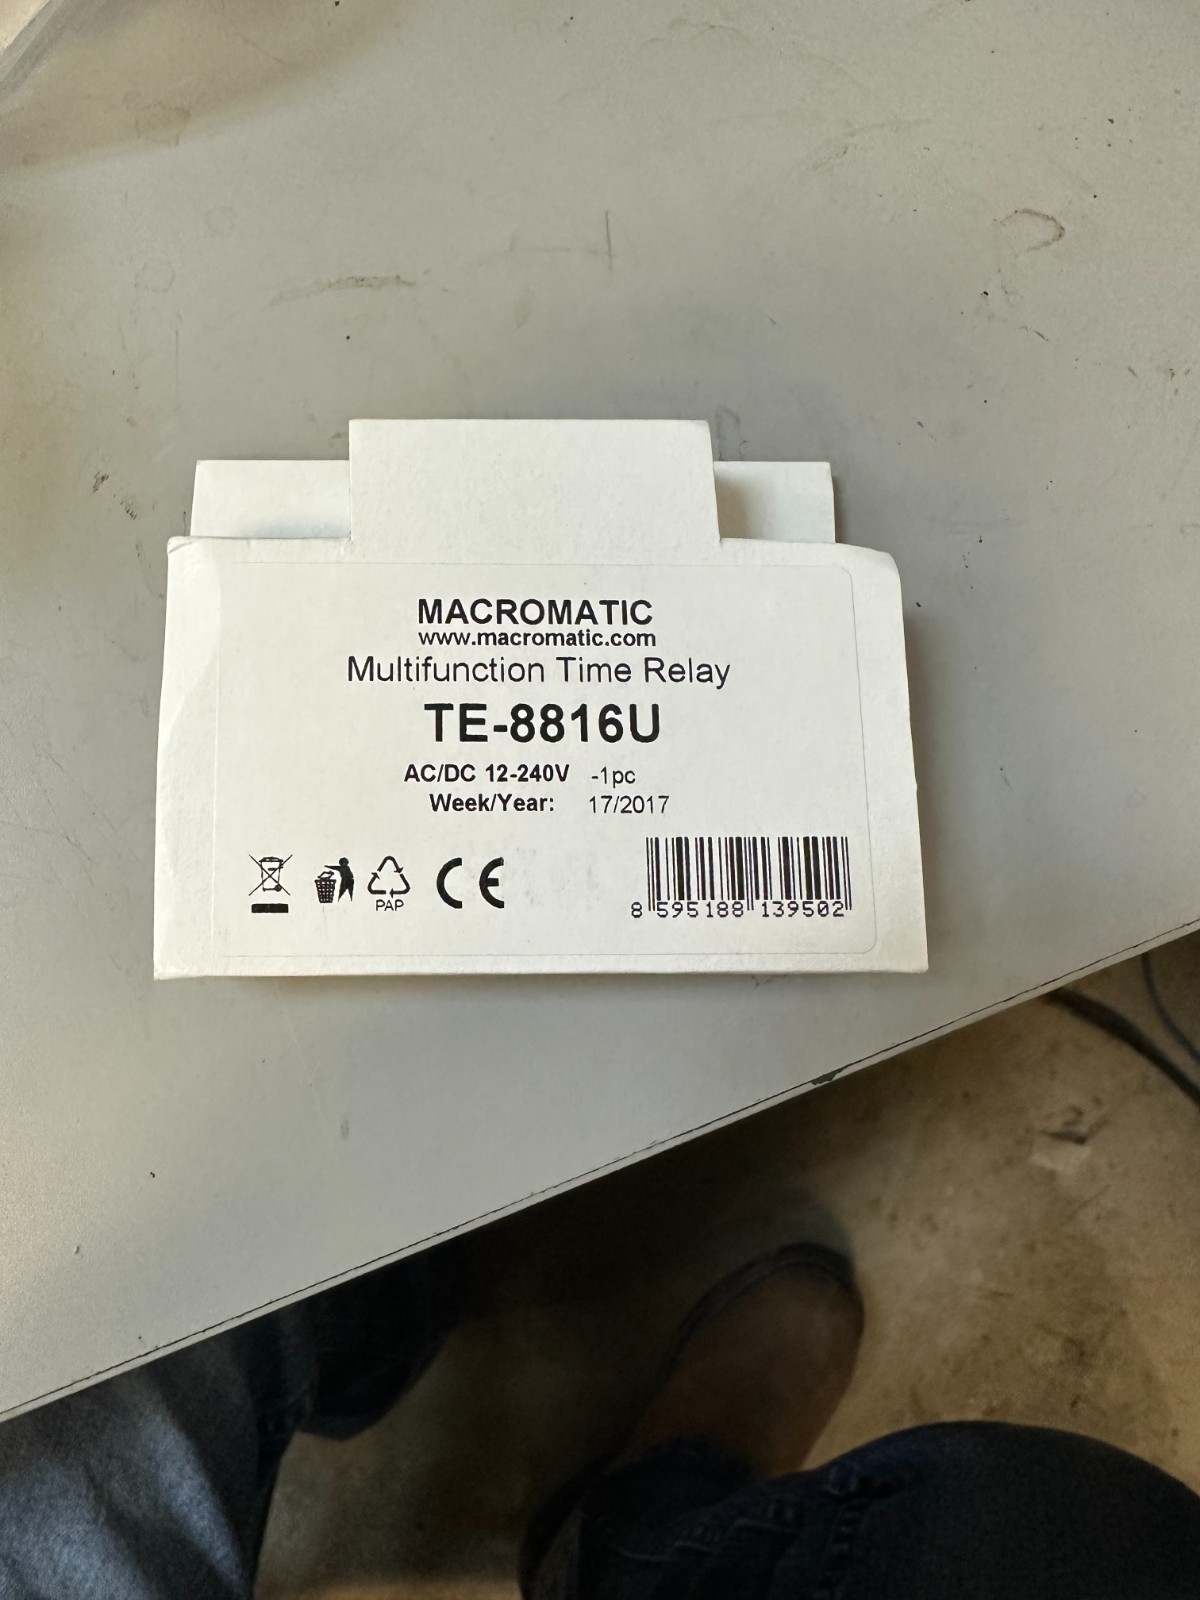 MACROMATIC
www.macromatic.com
Multifunction Time Relay
TE-8816U
AC/DC 12-240V -1pc
Week/Year: 17/2017
PAP
CE
8 595188 139502